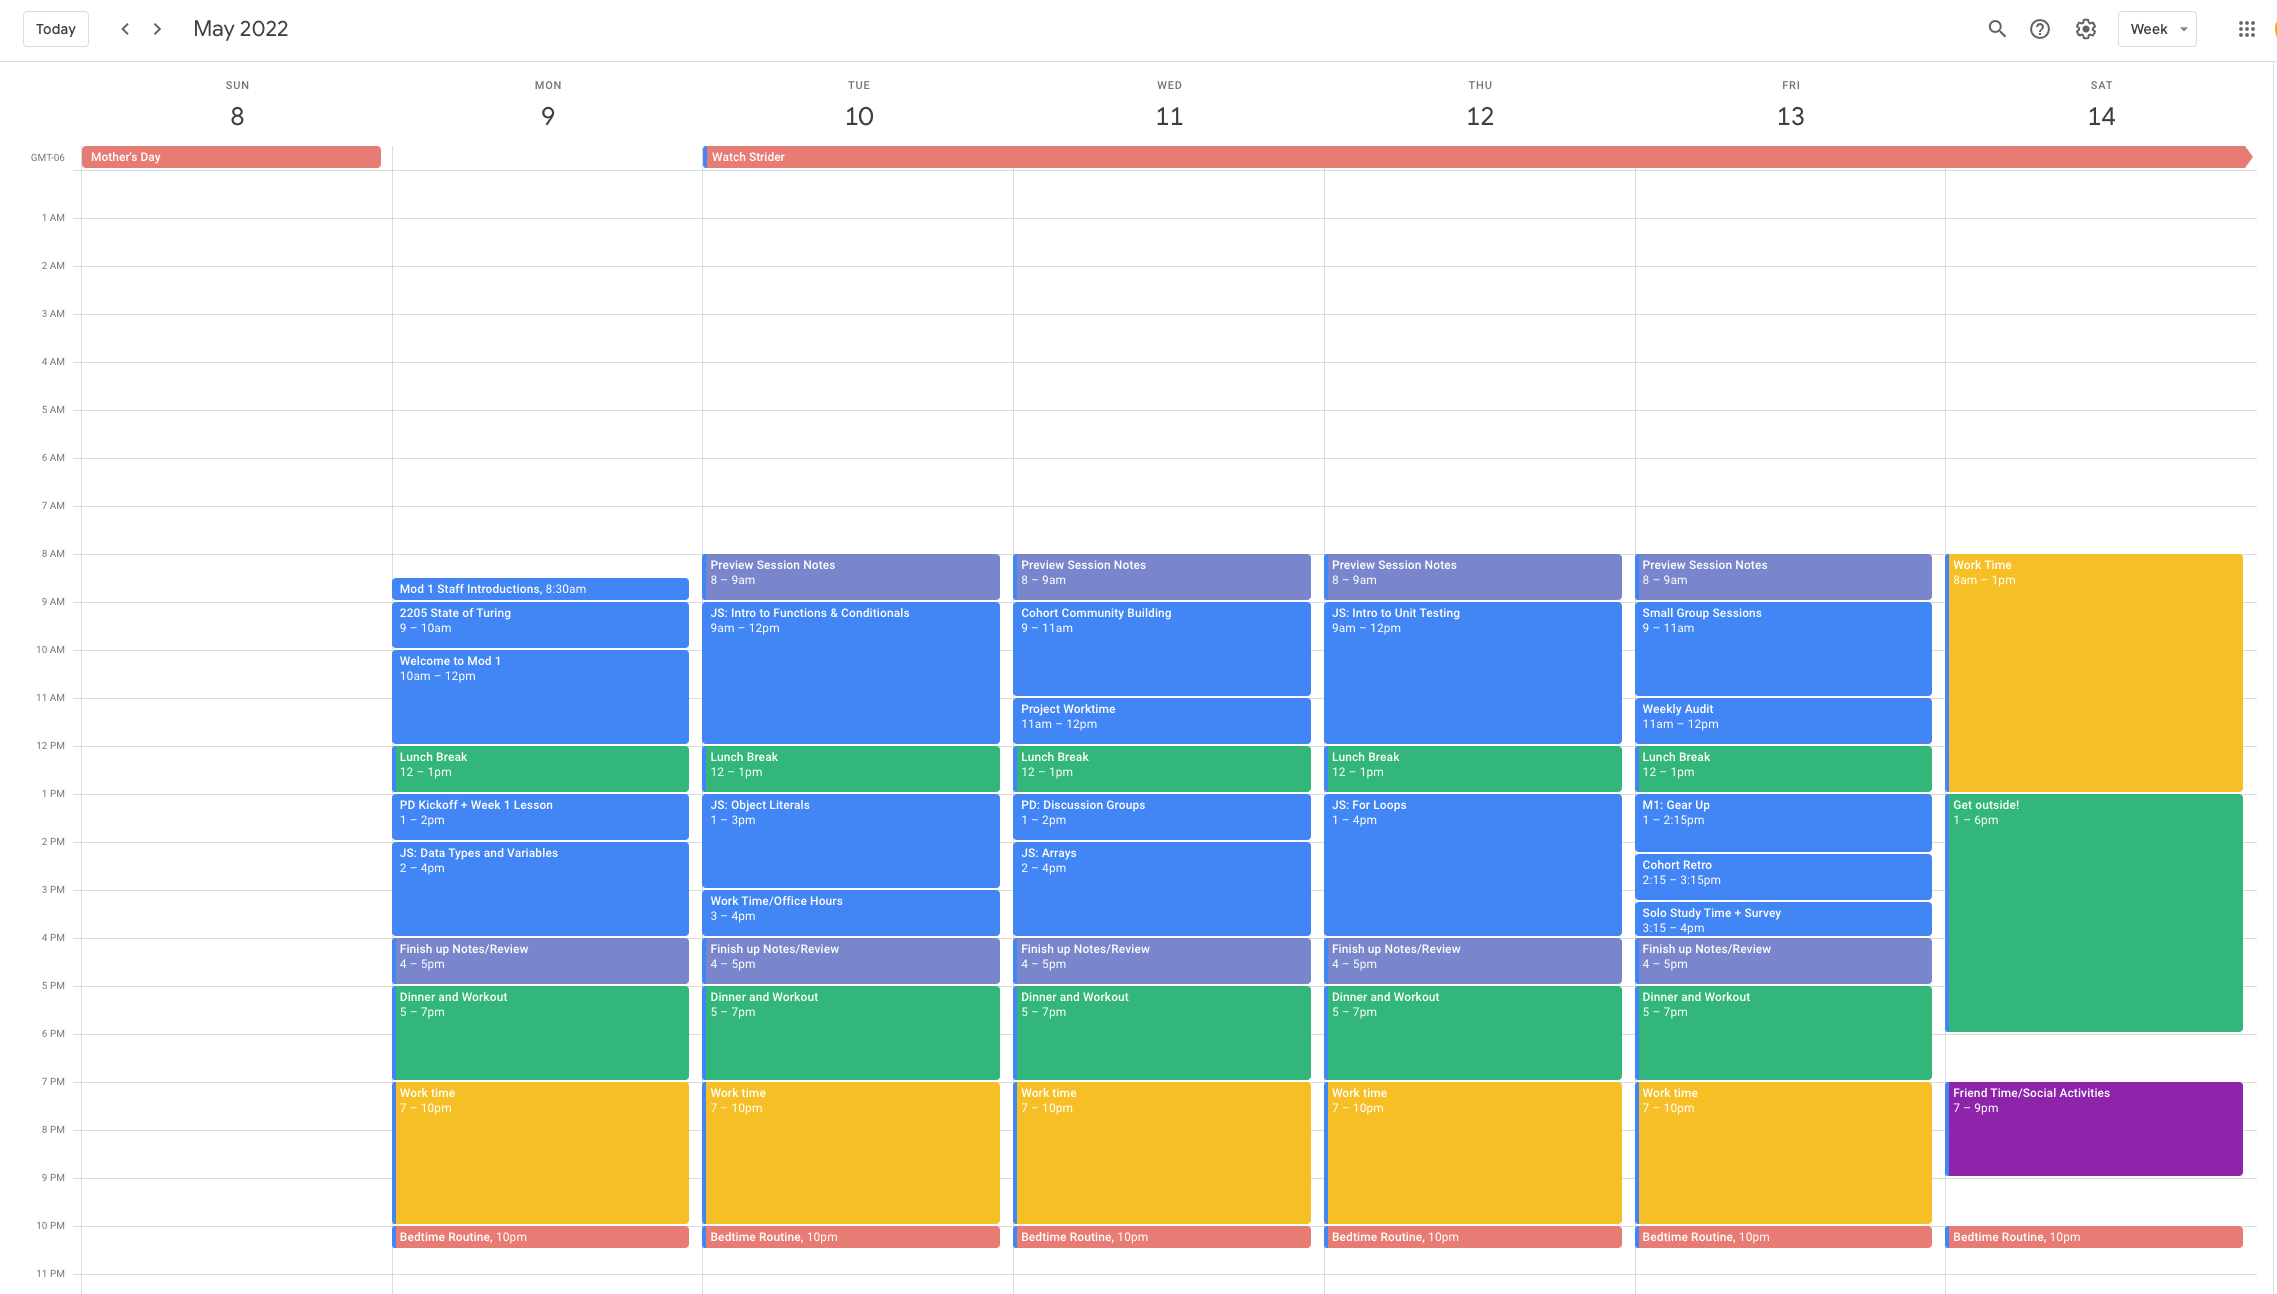 Today
May 2022
Week
SUN
8
MON
9
TUE
10
WED
11
THU
12
FRI
13
SAT
14
GMT-06
Mother's Day
Watch Strider
1 AM
2 AM
3 AM
4 AM
5 AM
6 AM
7 AM
8 AM
9 AM
10 AM
11 AM
12 PM
1 PM
2 PM
3 PM
4 PM
5 PM
6 PM
7 PM
8 PM
9 PM
10 PM
11 PM
Mod 1 Staff Introductions, 8:30am
2205 State of Turing
9 – 10am
Welcome to Mod 1
10am – 12pm
Lunch Break
12 – 1pm
PD Kickoff + Week 1 Lesson
1 – 2pm
JS: Data Types and Variables
2 – 4pm
Finish up Notes/Review
4 – 5pm
Dinner and Workout
5 – 7pm
Work time
7 – 10pm
Bedtime Routine, 10pm
Preview Session Notes
8 – 9am
JS: Intro to Functions & Conditionals
9am – 12pm
Lunch Break
12 – 1pm
JS: Object Literals
1 – 3pm
Work Time/Office Hours
3 – 4pm
Finish up Notes/Review
4 – 5pm
Dinner and Workout
5 – 7pm
Work time
7 – 10pm
Bedtime Routine, 10pm
Preview Session Notes
8 – 9am
Cohort Community Building
9 – 11am
Project Worktime
11am – 12pm
Lunch Break
12 – 1pm
PD: Discussion Groups
1 – 2pm
JS: Arrays
2 – 4pm
Finish up Notes/Review
4 – 5pm
Dinner and Workout
5 – 7pm
Work time
7 – 10pm
Bedtime Routine, 10pm
Preview Session Notes
8 – 9am
JS: Intro to Unit Testing
9am – 12pm
Lunch Break
12 – 1pm
JS: For Loops
1 – 4pm
Finish up Notes/Review
4 – 5pm
Dinner and Workout
5 – 7pm
Work time
7 – 10pm
Bedtime Routine, 10pm
Preview Session Notes
8 – 9am
Small Group Sessions
9 – 11am
Weekly Audit
11am – 12pm
Lunch Break
12 – 1pm
M1: Gear Up
1 – 2:15pm
Cohort Retro
2:15 – 3:15pm
Solo Study Time + Survey
3:15 – 4pm
Finish up Notes/Review
4 – 5pm
Dinner and Workout
5 – 7pm
Work time
7 – 10pm
Bedtime Routine, 10pm
Work Time
8am – 1pm
Get outside!
1 – 6pm
Friend Time/Social Activities
7 – 9pm
Bedtime Routine, 10pm